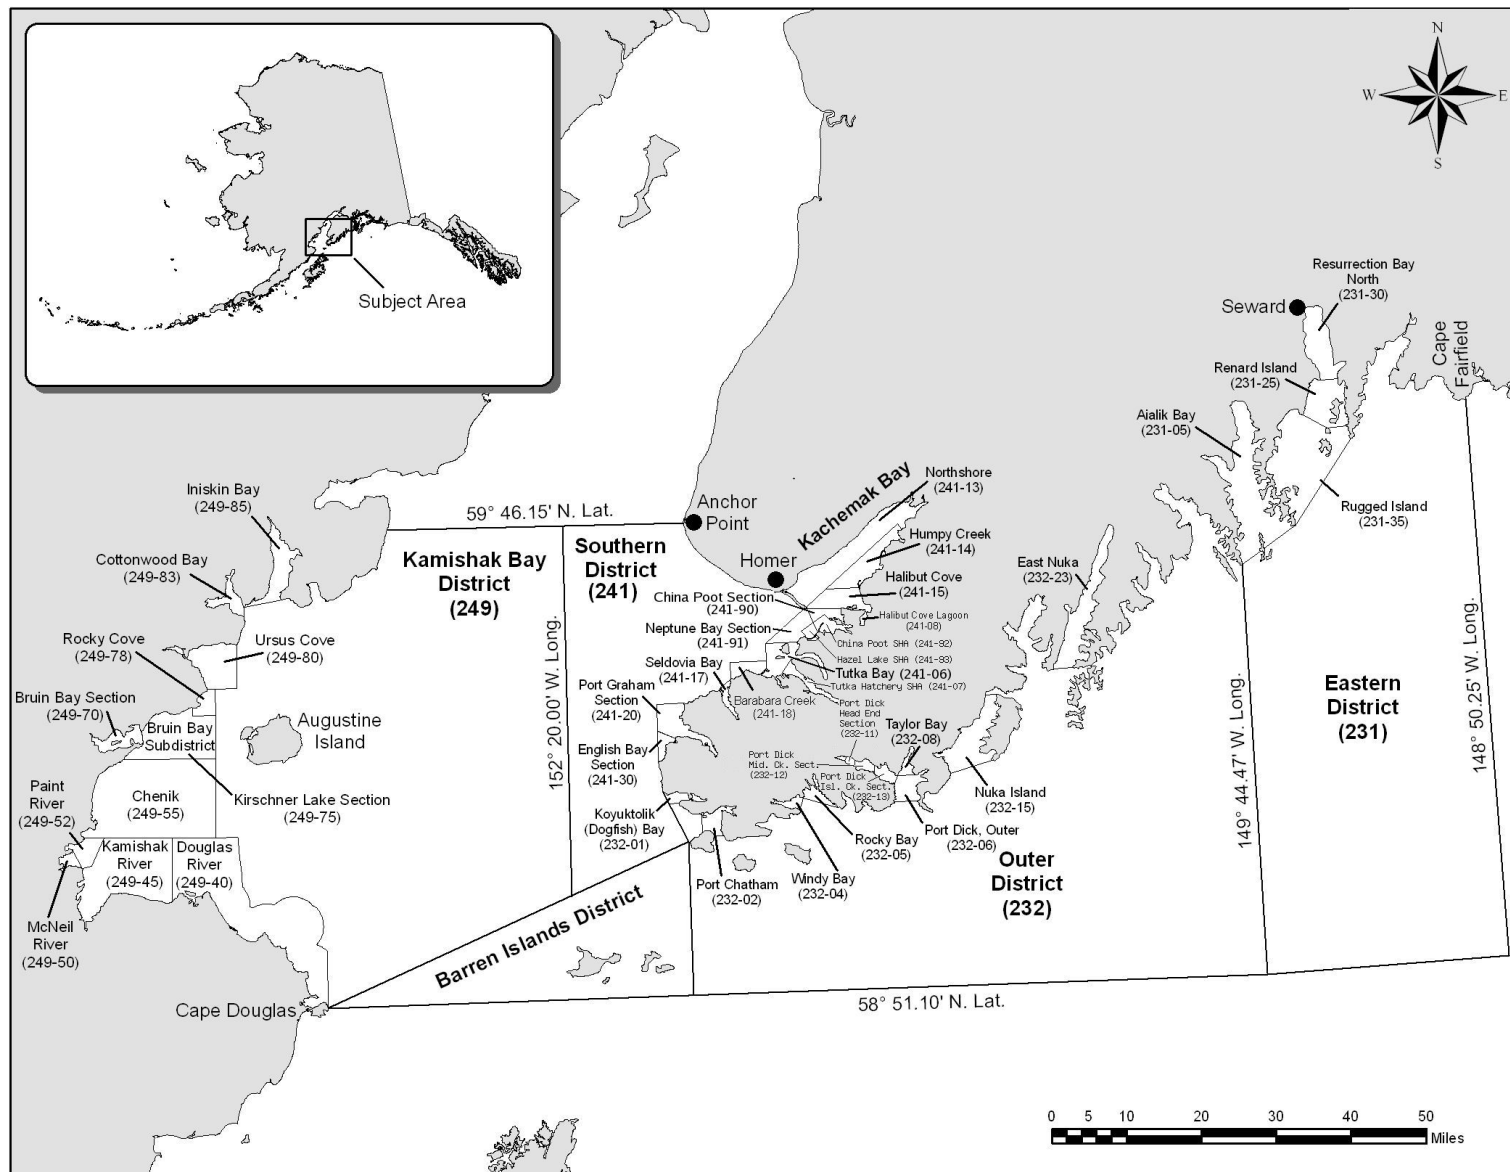 N
W
E
S
Subject Area
Resurrection Bay
North
(231-30)
Seward
Cape
Fairfield
Renard Island
(231-25)
Aialik Bay
(231-05)
Rugged Island
(231-35)
Northshore
(241-13)
Kachemak Bay
Anchor
Point
Iniskin Bay
(249-85)
59° 46.15' N. Lat.
Humpy Creek
(241-14)
Kamishak Bay
District
(249)
Southern
District
(241)
Homer
Cottonwood Bay
(249-83)
East Nuka
(232-23)
Halibut Cove
(241-15)
China Poot Section
(241-90)
Halibut Cove Lagoon
(241-08)
Neptune Bay Section
(241-91)
China Poot SHA (241-92)
Hazel Lake SHA (241-93)
Rocky Cove
(249-78)
Ursus Cove
(249-80)
Seldovia Bay
(241-17)
Tutka Bay (241-06)
Tutka Hatchery SHA (241-07)
Bruin Bay Section
(249-70)
Port Graham
Section
(241-20)
Barabara Creek
(241-18)
Port Dick
Head End
Section
(232-11)
Taylor Bay
(232-08)
Eastern
District
(231)
148° 50.25' W. Long.
149° 44.47' W. Long.
152° 20.00' W. Long.
Bruin Bay
Subdistrict
Augustine
Island
English Bay
Section
(241-30)
Port Dick
Mid. Ck. Sect.
(232-12)
Port Dick
Isl. Ck. Sect.
(232-13)
Nuka Island
(232-15)
Paint
River
(249-52)
Chenik
(249-55)
Kirschner Lake Section
(249-75)
Koyuktolik
(Dogfish) Bay
(232-01)
Rocky Bay
(232-05)
Port Dick, Outer
(232-06)
Kamishak
River
(249-45)
Douglas
River
(249-40)
Port Chatham
(232-02)
Windy Bay
(232-04)
Outer
District
(232)
McNeil
River
(249-50)
Barren Islands District
Cape Douglas
58° 51.10' N. Lat.
0 5 10 20 30 40 50
Miles